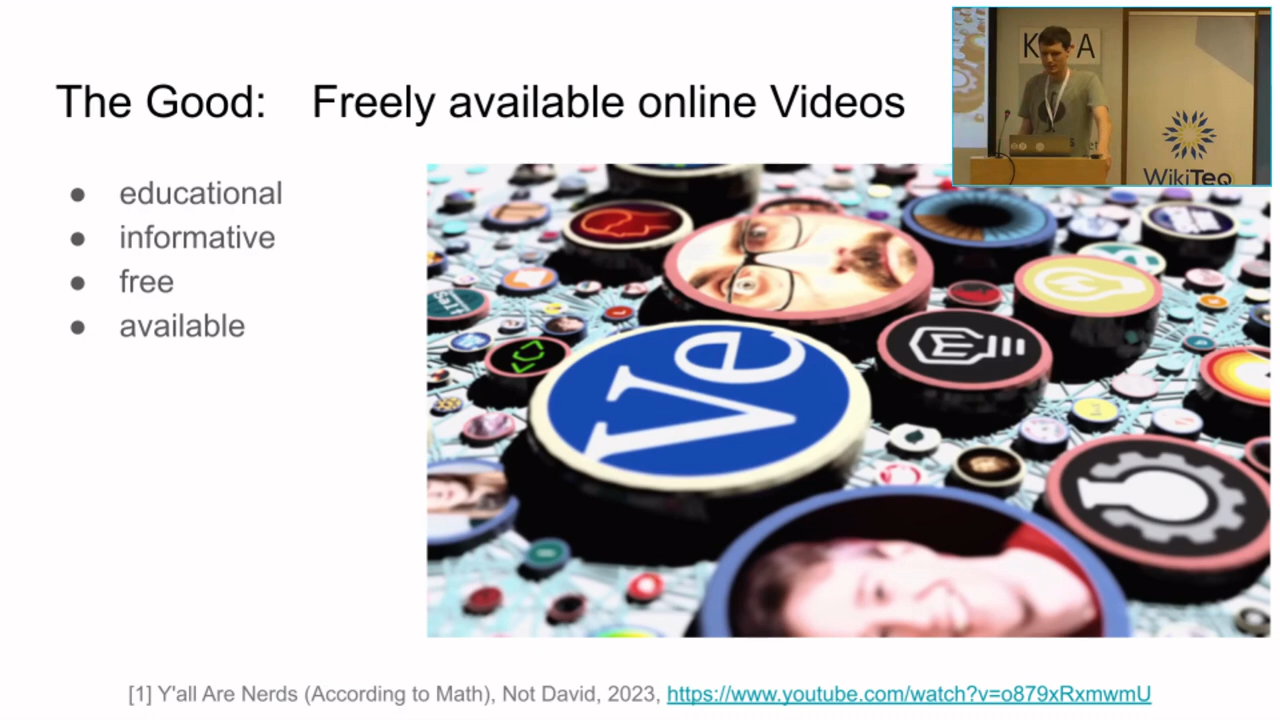 The Good: Freely available online Videos
● educational
● informative
● free
● available
K
A
WikiTeq
Salt
Ve
[1] Y'all Are Nerds (According to Math), Not David, 2023, https://www.youtube.com/watch?v=o879xRxmwmU